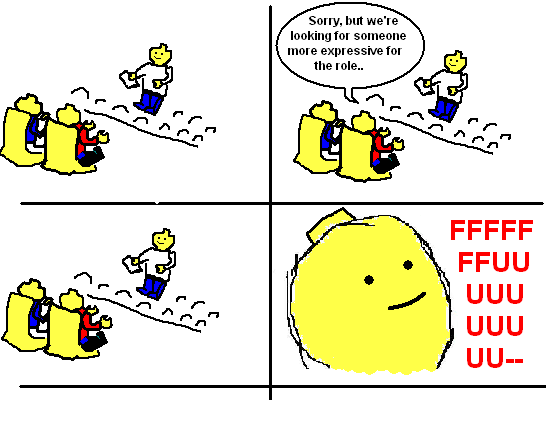 Sorry, but we're
looking for someone
more expressive for
the role..
FFFFF
FFUU
UUU
UUU
UU--